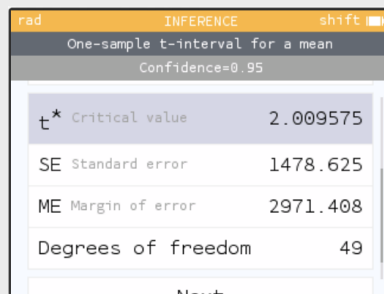 rad INFERENCE shift
One-sample t-interval for a mean
Confidence=0.95
t* Critical value 2.009575
SE Standard error 1478.625
ME Margin of error 2971.408
Degrees of freedom 49
Next